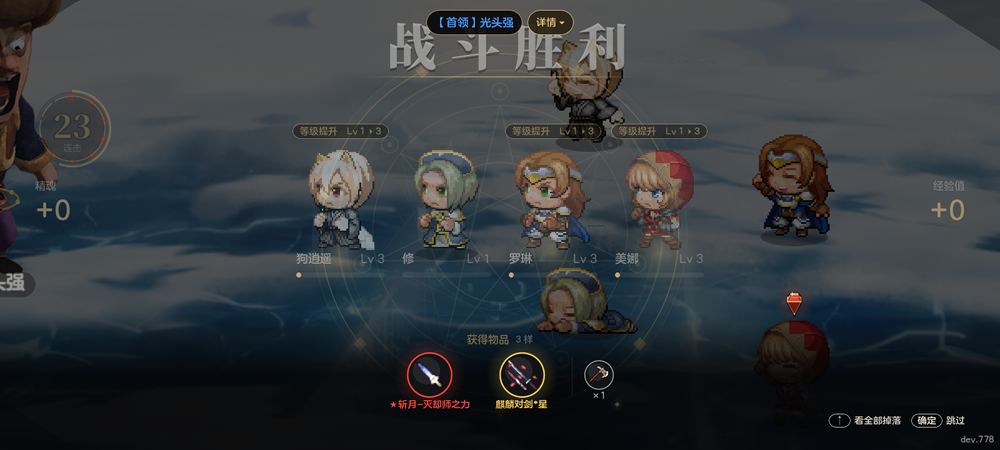 【首领】光头强
详情
战斗胜利
23
连击
等级提升 Lv 1 3
等级提升 Lv 1 3
等级提升 Lv 1 3
精魂
+0
经验值
+0
狗逍遥 Lv 3
修 Lv 1
罗琳 Lv 3
美娜 Lv 3
头强
获得物品 3 样
★斩月-灭却师之力
麒麟对剑*星
×1
↑ 看全部掉落
确定 跳过
dev.778